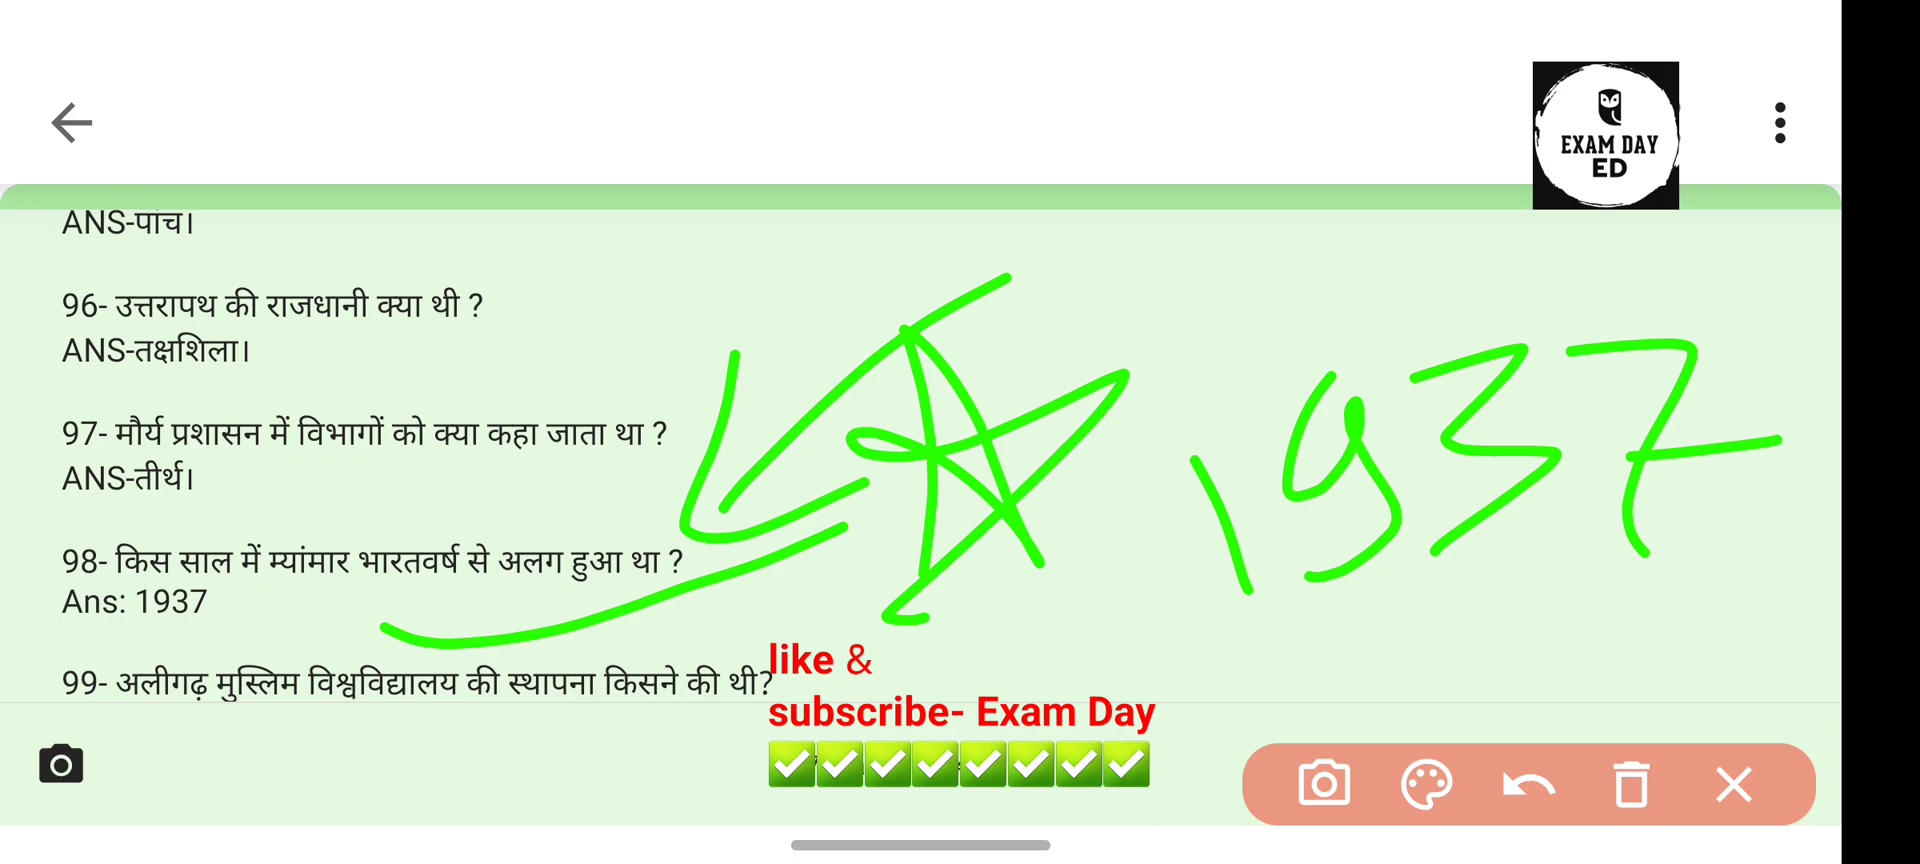 EXAM DAY
ED
ANS-पांच।
96- उत्तरापथ की राजधानी क्या थी ?
ANS-तक्षशिला।
97- मौर्य प्रशासन में विभागों को क्या कहा जाता था ?
ANS-तीर्थ।
98- किस साल में म्यांमार भारतवर्ष से अलग हुआ था ?
Ans: 1937
1937
99- अलीगढ़ मुस्लिम विश्वविद्यालय की स्थापना किसने की थी?
like &
subscribe- Exam Day